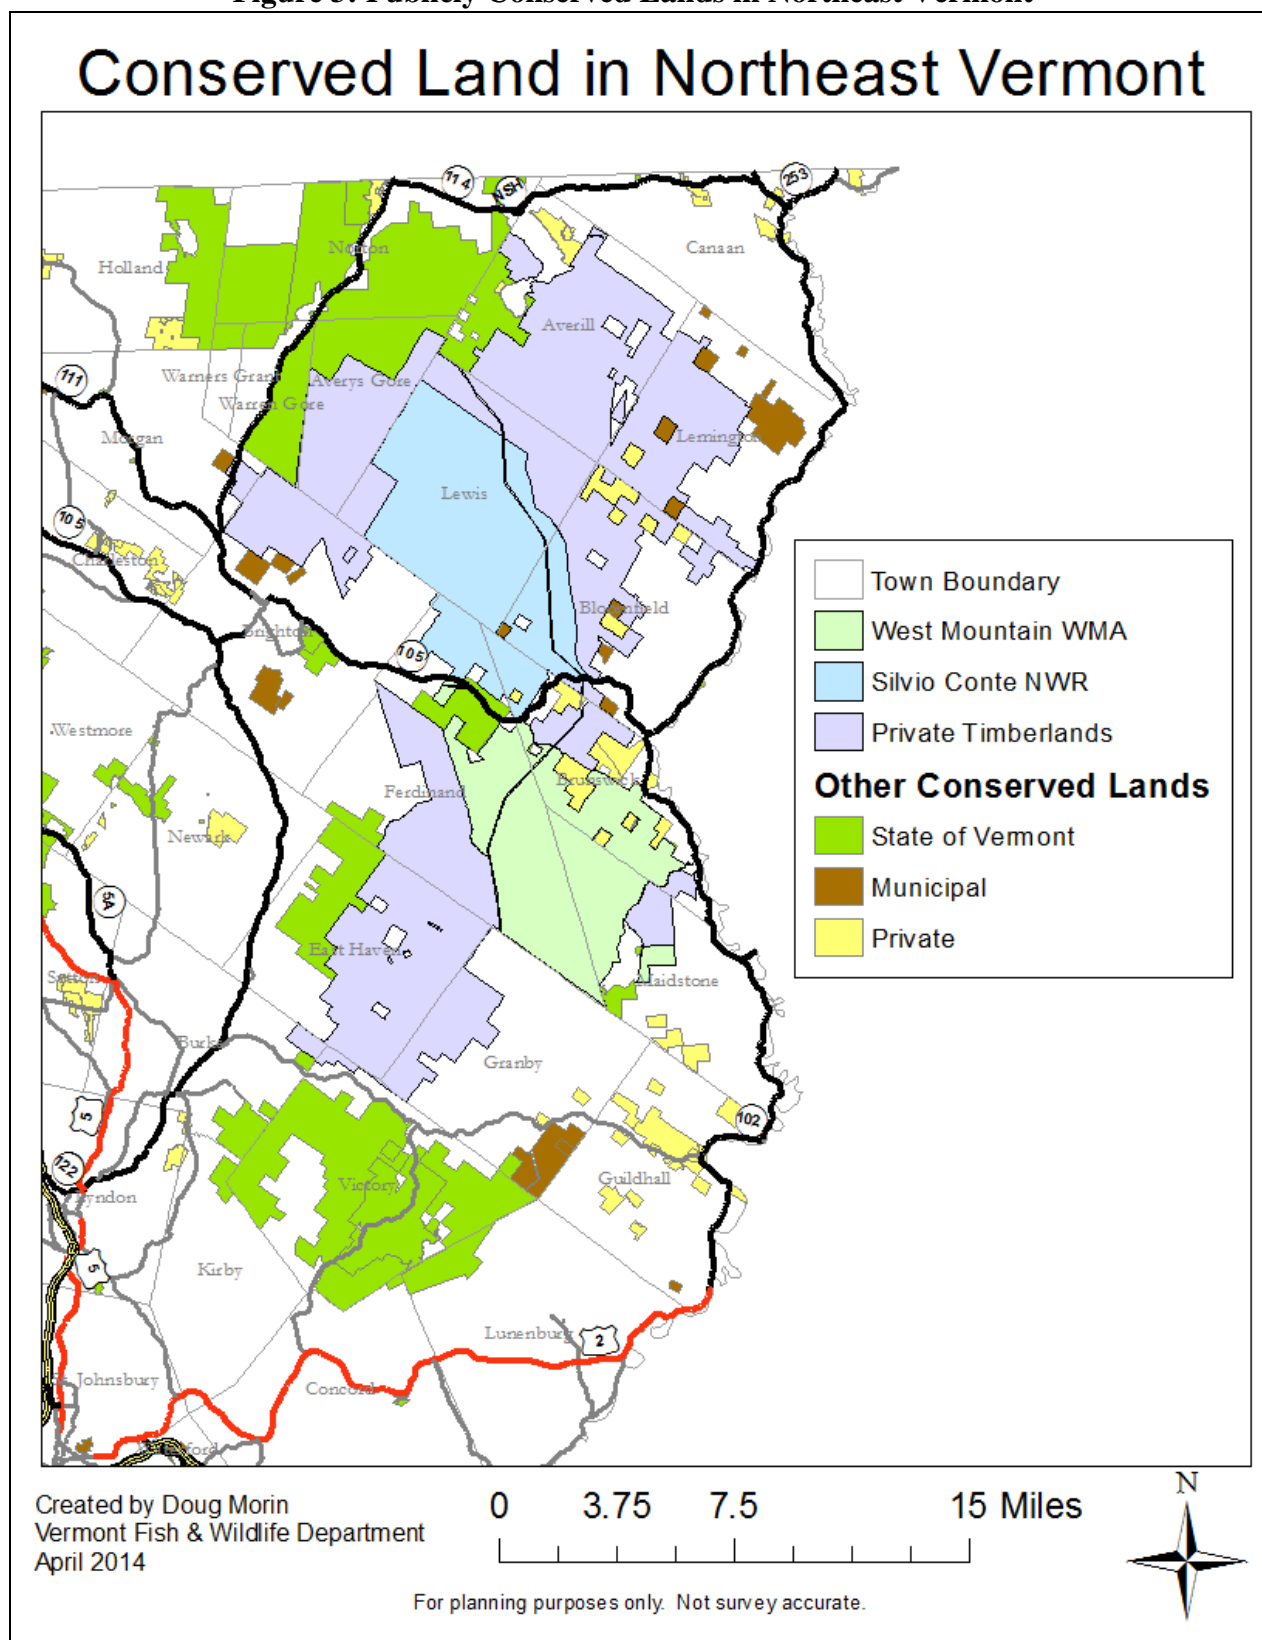 Figure 3: Publicly Conserved Lands in Northeast Vermont
Conserved Land in Northeast Vermont
114
NSH
253
Norton
Canaan
Holland
Averill
111
Warners Grant
Averys Gore
Warren Gore
Morgan
Lemington
Lewis
105
Charleston
Bloomfield
Brighton
105
Westmore
Ferdinand
Brunswick
Newark
5A
East Haven
Sutton
Maidstone
Burke
Granby
5
102
122
Victory
Guildhall
Lyndon
5
Kirby
Lunenburg
2
St. Johnsbury
Concord
Waterford
Town Boundary
West Mountain WMA
Silvio Conte NWR
Private Timberlands
Other Conserved Lands
State of Vermont
Municipal
Private
Created by Doug Morin
Vermont Fish & Wildlife Department
April 2014
0 3.75 7.5 15 Miles
N
For planning purposes only. Not survey accurate.